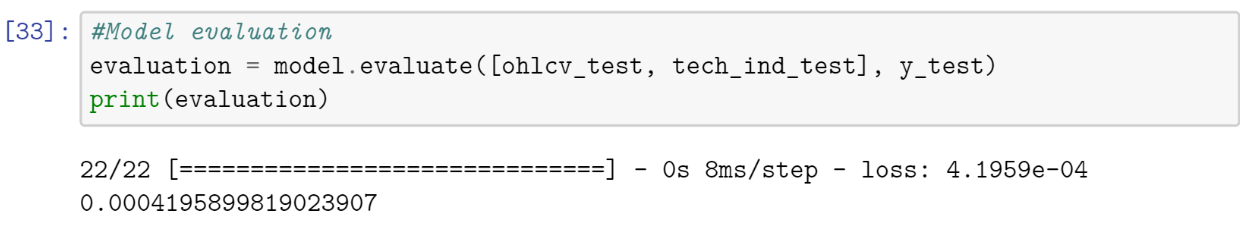 [33]: #Model evaluation
evaluation = model.evaluate([ohlcv_test, tech_ind_test], y_test)
print(evaluation)
22/22 [==============================] - 0s 8ms/step - loss: 4.1959e-04
0.0004195899819023907